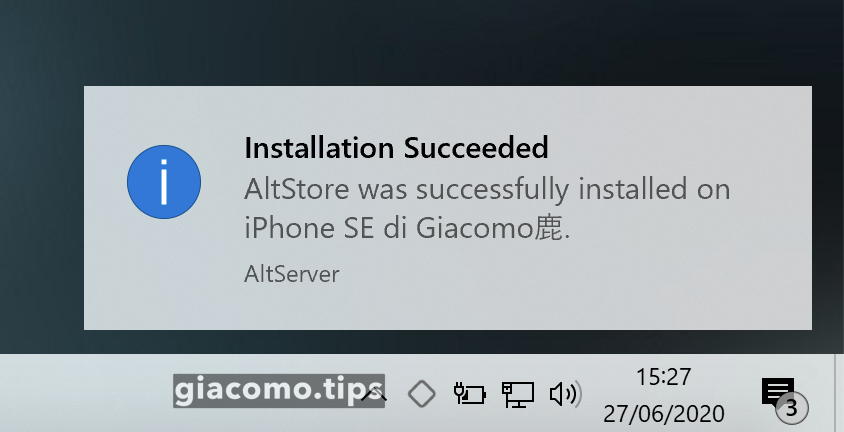 Installation Succeeded
AltStore was successfully installed on
iPhone SE di Giacomo鹿.
AltServer
giacomo.tips
15:27
27/06/2020
3